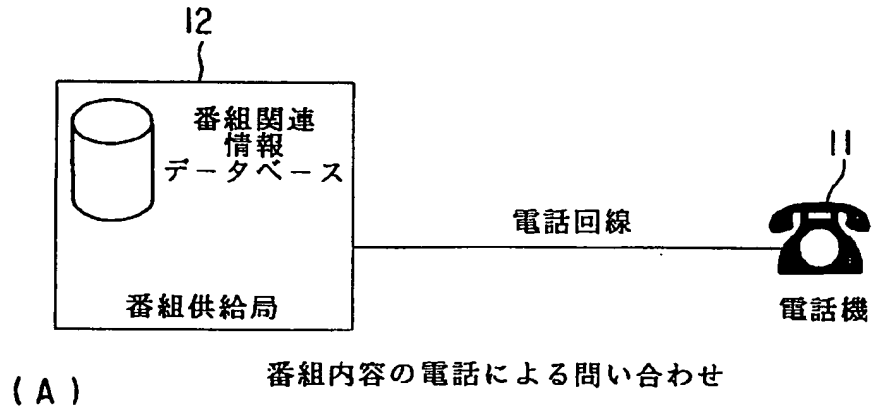 12
番組関連
情報
データベース
11
電話回線
番組供給局
電話機
番組内容の電話による問い合わせ
(A)